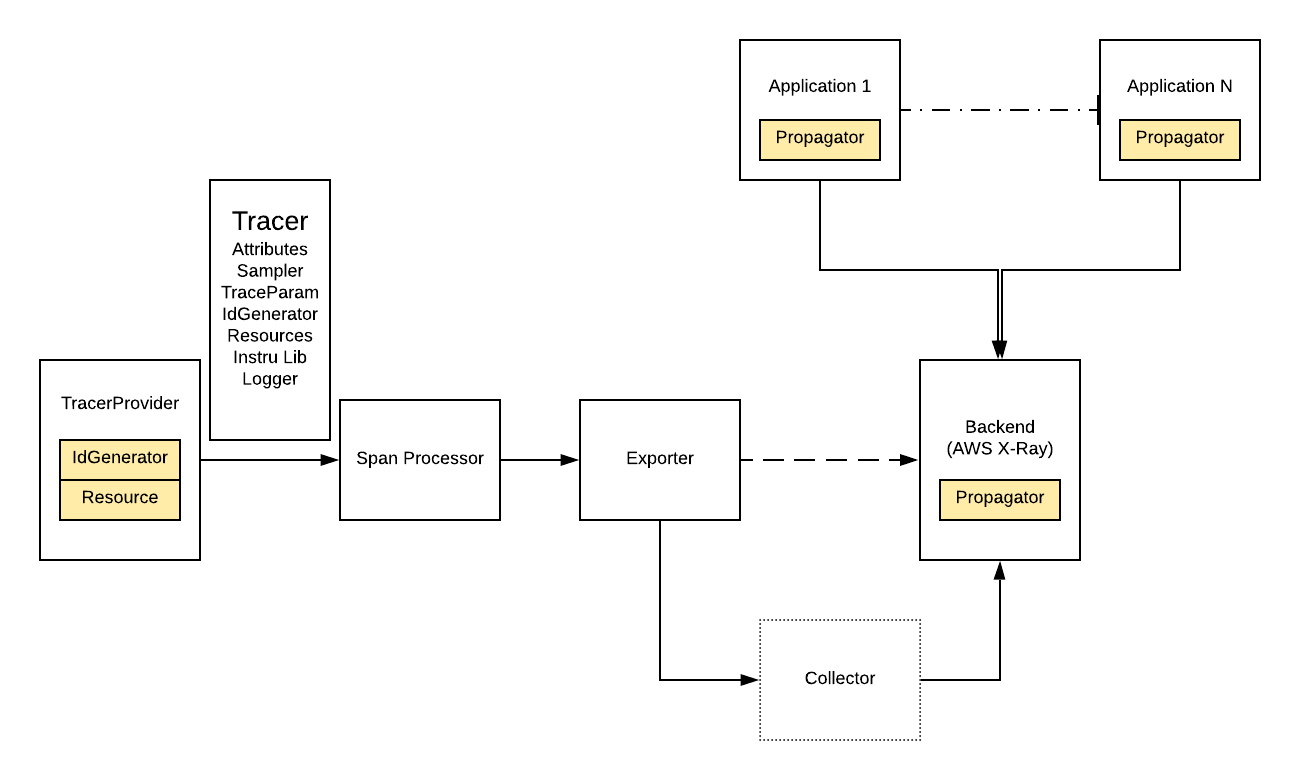 Application 1
Propagator
Application N
Propagator
Tracer
Attributes
Sampler
TraceParam
IdGenerator
Resources
Instru Lib
Logger
TracerProvider
IdGenerator
Resource
Span Processor
Exporter
Backend
(AWS X-Ray)
Propagator
Collector